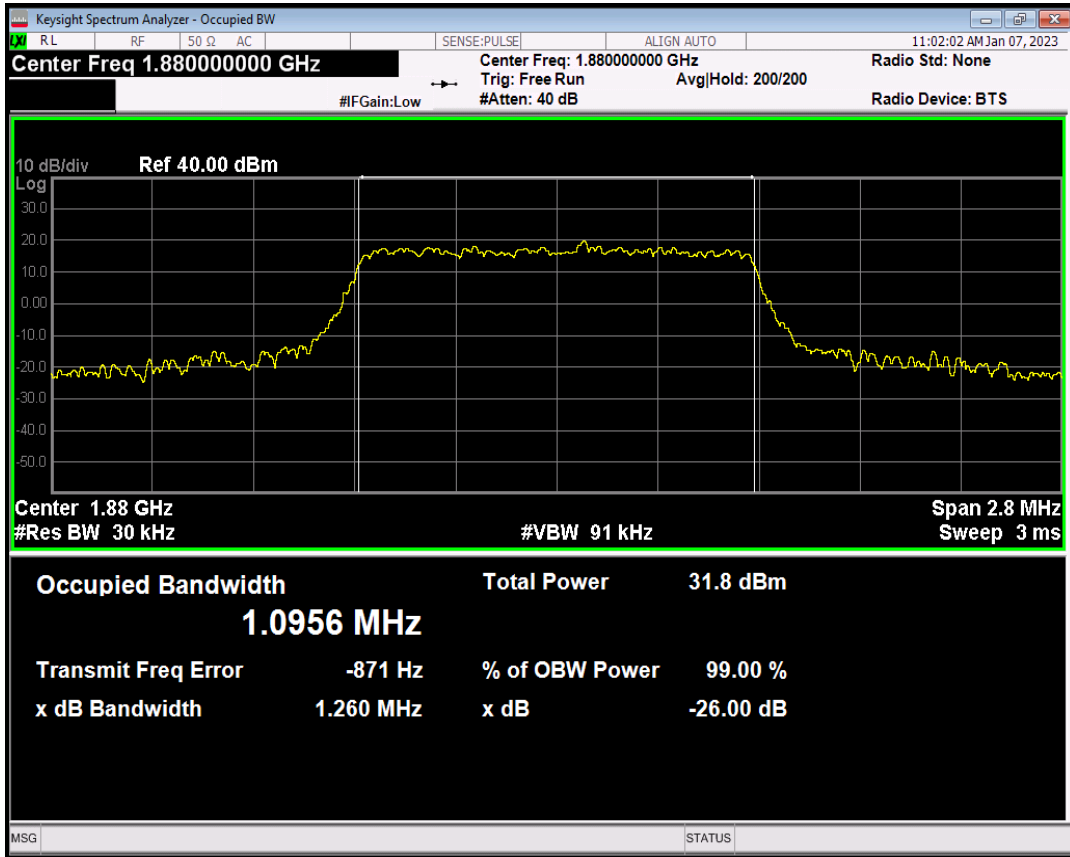 Keysight Spectrum Analyzer - Occupied BW
LXI RL RF 50 Ω AC SENSE:PULSE ALIGN AUTO 11:02:02 AM Jan 07, 2023
Center Freq 1.880000000 GHz Center Freq: 1.880000000 GHz Radio Std: None
Trig: Free Run Avg|Hold: 200/200
#IFGain:Low #Atten: 40 dB Radio Device: BTS
10 dB/div Ref 40.00 dBm
Log
30.0
20.0
10.0
0.00
-10.0
-20.0
-30.0
-40.0
-50.0
Center 1.88 GHz Span 2.8 MHz
#Res BW 30 kHz #VBW 91 kHz Sweep 3 ms
Occupied Bandwidth Total Power 31.8 dBm
1.0956 MHz
Transmit Freq Error -871 Hz % of OBW Power 99.00 %
x dB Bandwidth 1.260 MHz x dB -26.00 dB
MSG STATUS